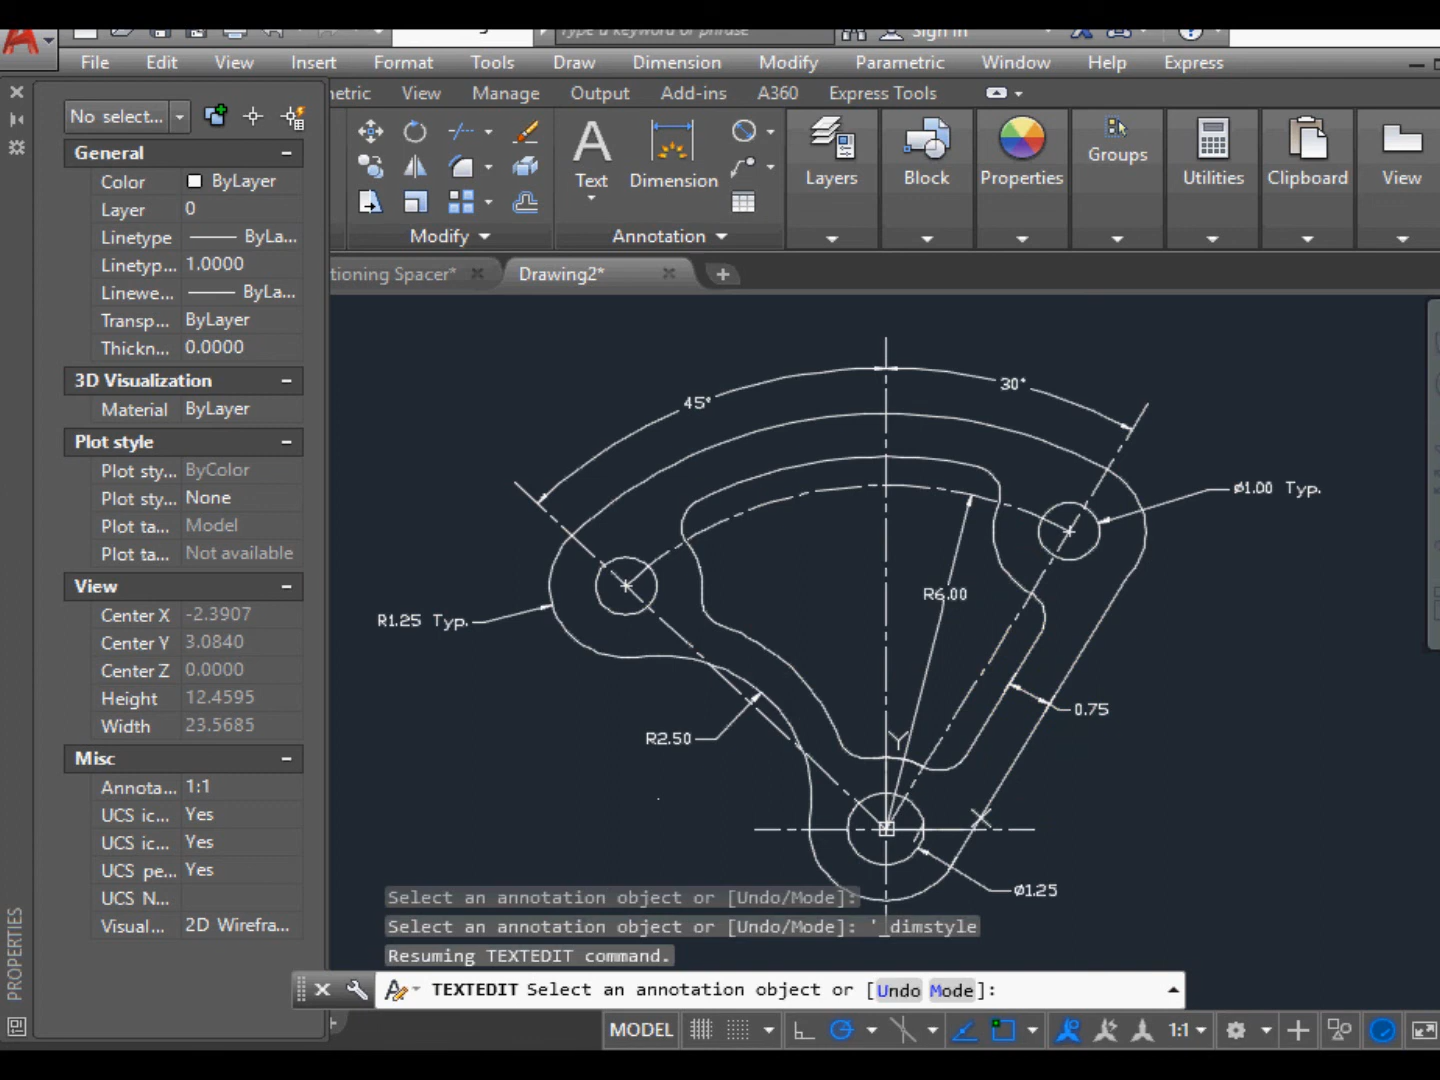 Type a keyword or phrase
Sign In
File Edit View Insert Format Tools Draw Dimension Modify Parametric Window Help Express
metric View Manage Output Add-ins A360 Express Tools
No select...
Text
Dimension
Layers
Block
Properties
Groups
Utilities
Clipboard
View
Modify
Annotation
tioning Spacer*
Drawing2*
General
Color ByLayer
Layer 0
Linetype ByLa...
Linetyp... 1.0000
Linewe... ByLa...
Transp... ByLayer
Thickn... 0.0000
3D Visualization
Material ByLayer
Plot style
Plot sty... ByColor
Plot sty... None
Plot ta... Model
Plot ta... Not available
View
Center X -2.3907
Center Y 3.0840
Center Z 0.0000
Height 12.4595
Width 23.5685
Misc
Annota... 1:1
UCS ic... Yes
UCS ic... Yes
UCS pe... Yes
UCS N...
Visual... 2D Wirefra...
PROPERTIES
45°
30°
ø1.00 Typ.
R6.00
R1.25 Typ.
0.75
R2.50
Y
X
ø1.25
Select an annotation object or [Undo/Mode]:
Select an annotation object or [Undo/Mode]: '_dimstyle
Resuming TEXTEDIT command.
TEXTEDIT Select an annotation object or [Undo Mode]:
MODEL
1:1